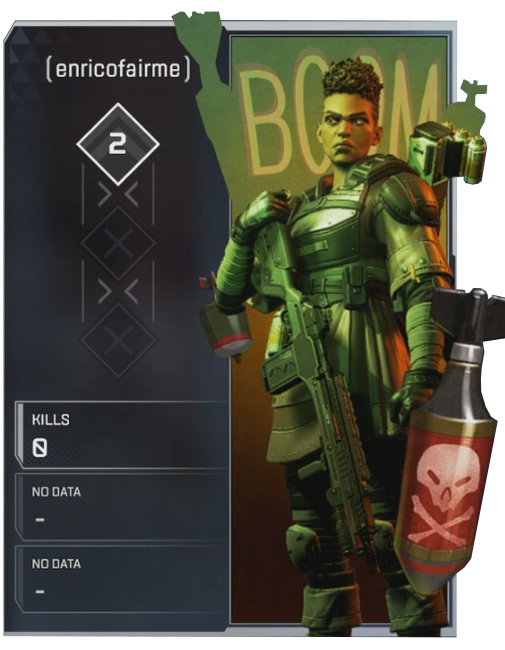 [enricofairme]
2
BOOM
KILLS
0
NO DATA
-
NO DATA
-